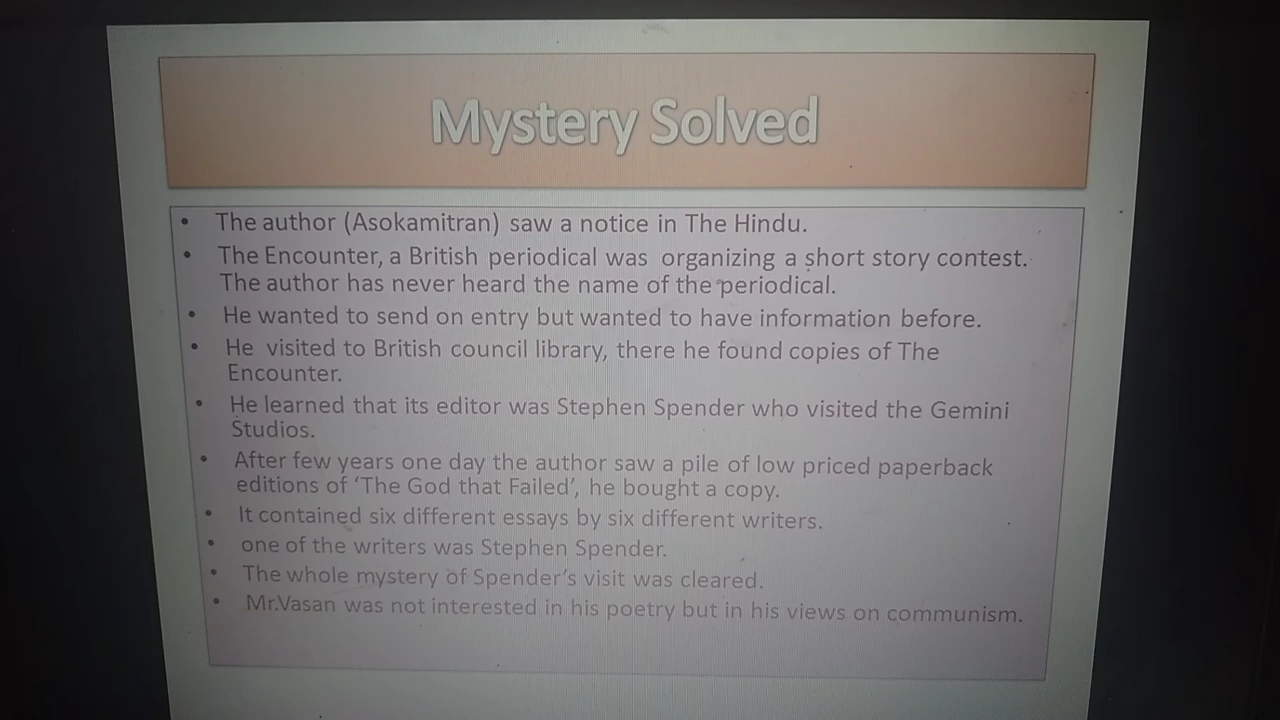 Mystery Solved
• The author (Asokamitran) saw a notice in The Hindu.
• The Encounter, a British periodical was organizing a short story contest.
The author has never heard the name of the periodical.
• He wanted to send on entry but wanted to have information before.
• He visited to British council library, there he found copies of The
Encounter.
• He learned that its editor was Stephen Spender who visited the Gemini
Studios.
• After few years one day the author saw a pile of low priced paperback
editions of ‘The God that Failed’, he bought a copy.
• It contained six different essays by six different writers.
• one of the writers was Stephen Spender.
• The whole mystery of Spender’s visit was cleared.
• Mr.Vasan was not interested in his poetry but in his views on communism.